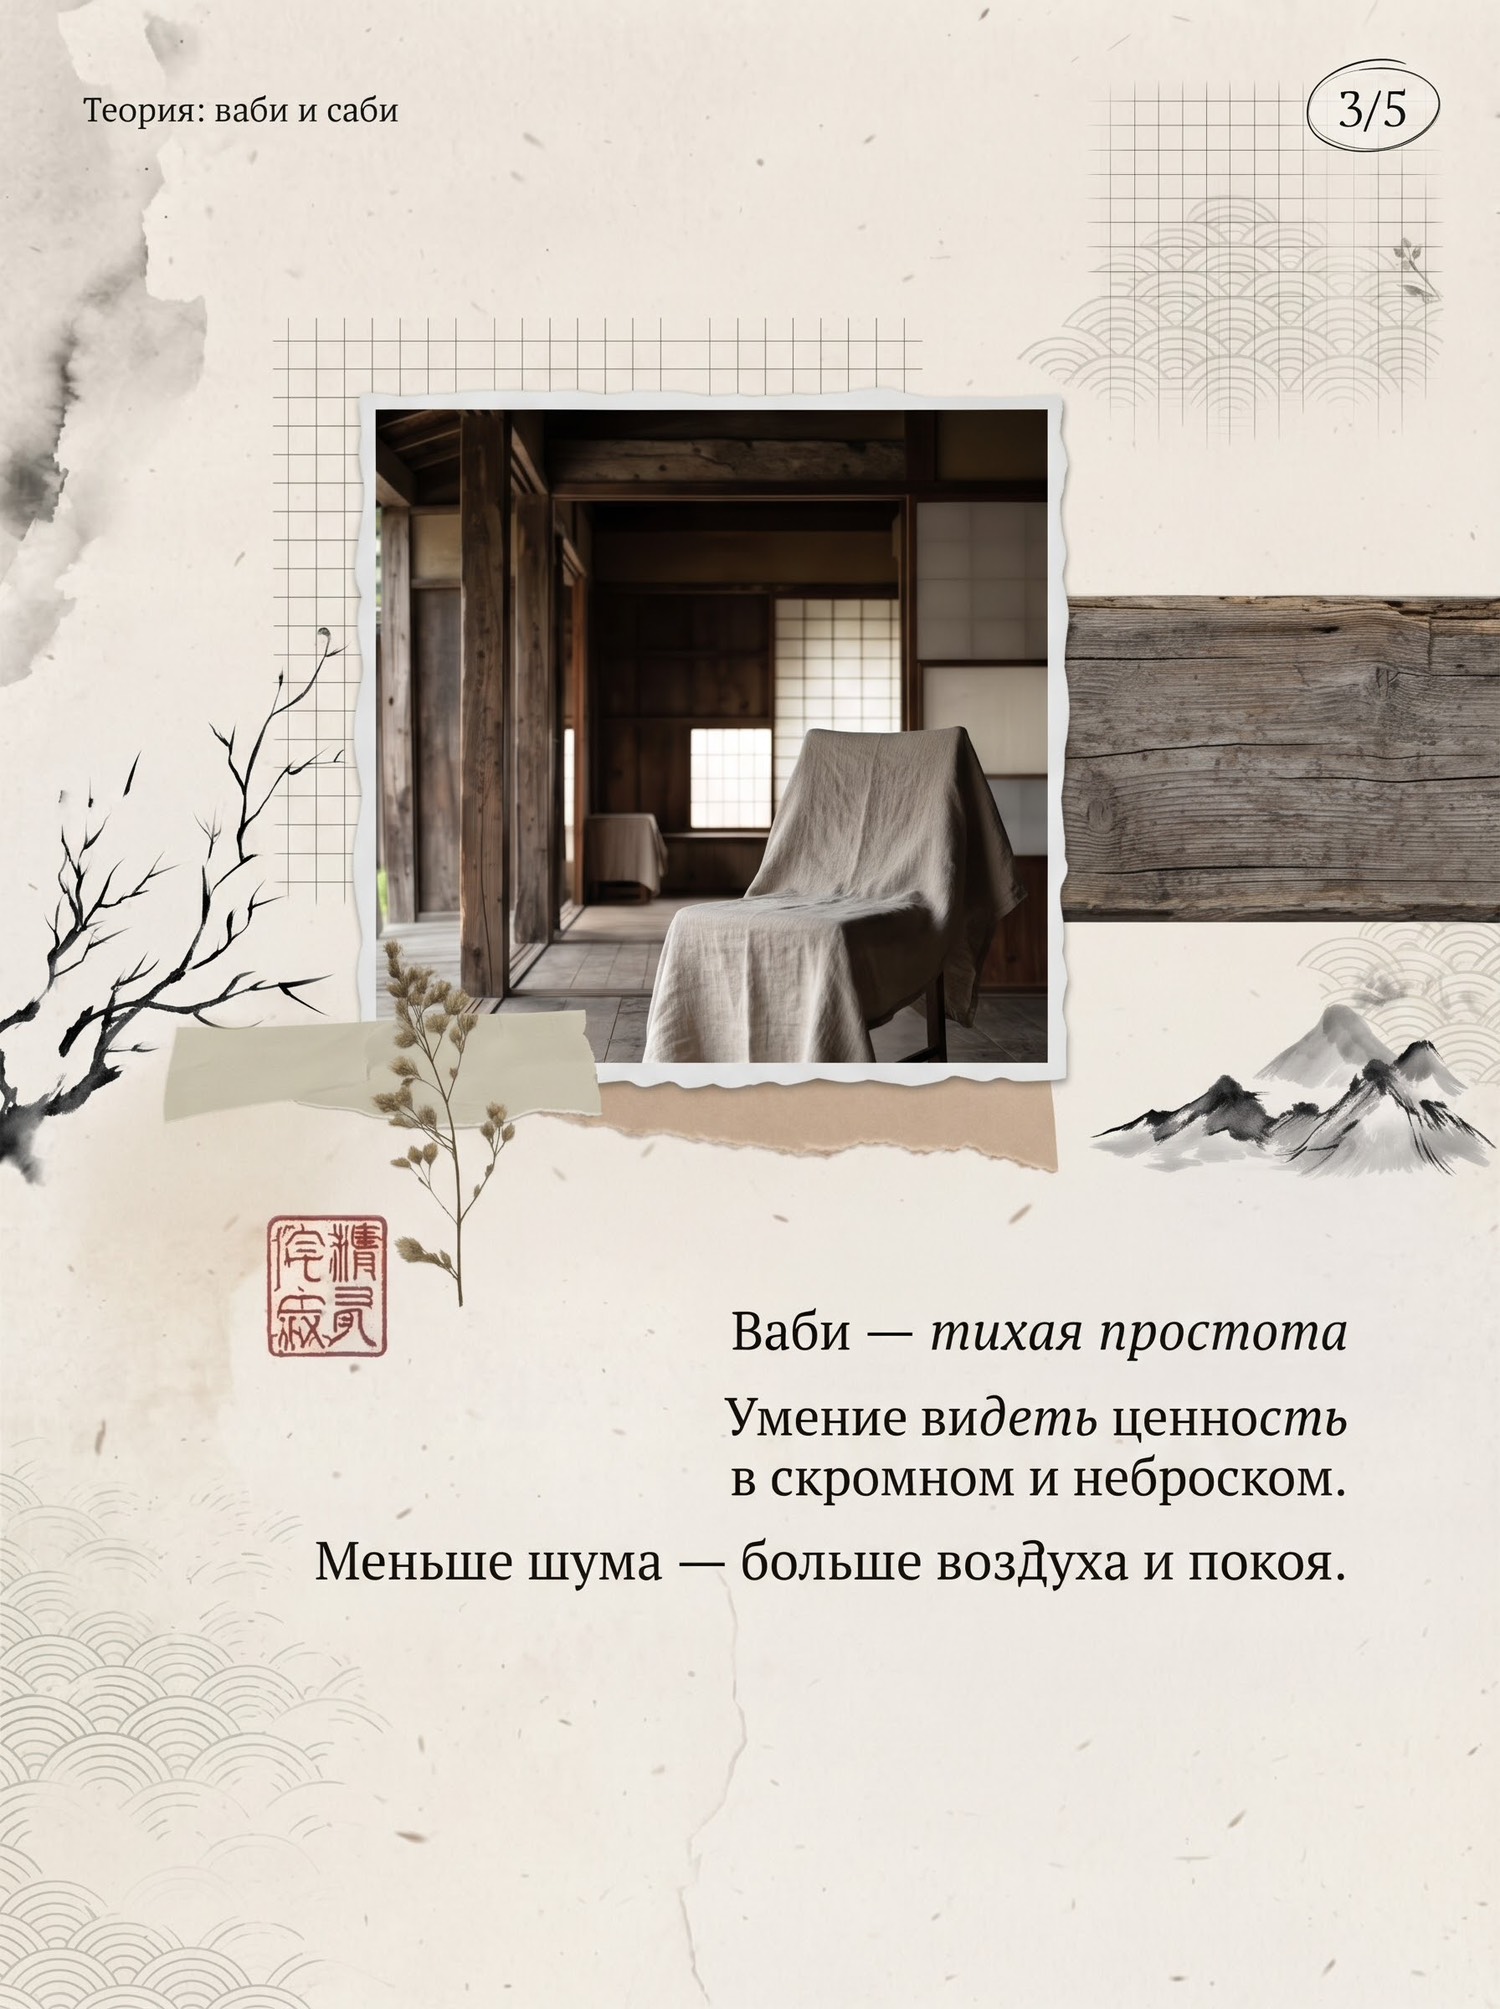 Теория: ваби и саби
3/5
Ваби — тихая простота
Умение видеть ценность
в скромном и неброском.
Меньше шума — больше воздуха и покоя.